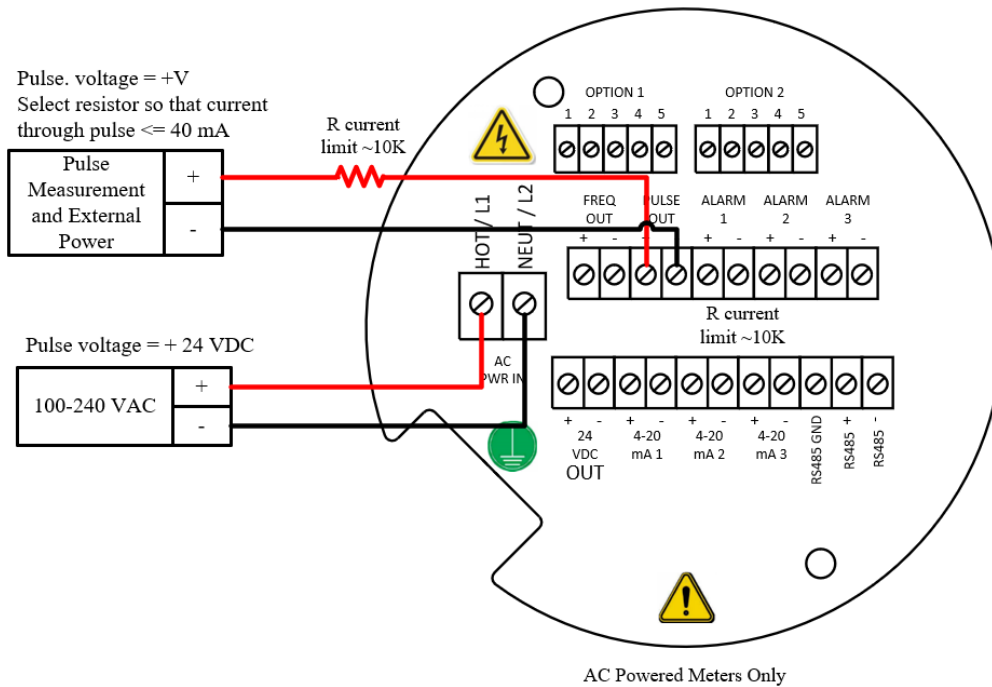 Pulse. voltage = +V
Select resistor so that current
through pulse <= 40 mA
Pulse
Measurement
and External
Power
+
-
R current
limit ~10K
Pulse voltage = + 24 VDC
100-240 VAC
+
-
OPTION 1
1 2 3 4 5
OPTION 2
1 2 3 4 5
HOT / L1
NEUT / L2
AC
PWR IN
FREQ
OUT
+ -
PULSE
OUT
ALARM
1
+ -
ALARM
2
+ -
ALARM
3
+ -
R current
limit ~10K
+ -
24
VDC
OUT
+ -
4-20
mA 1
+ -
4-20
mA 2
+ -
4-20
mA 3
RS485 GND
RS485 +
RS485 -
AC Powered Meters Only